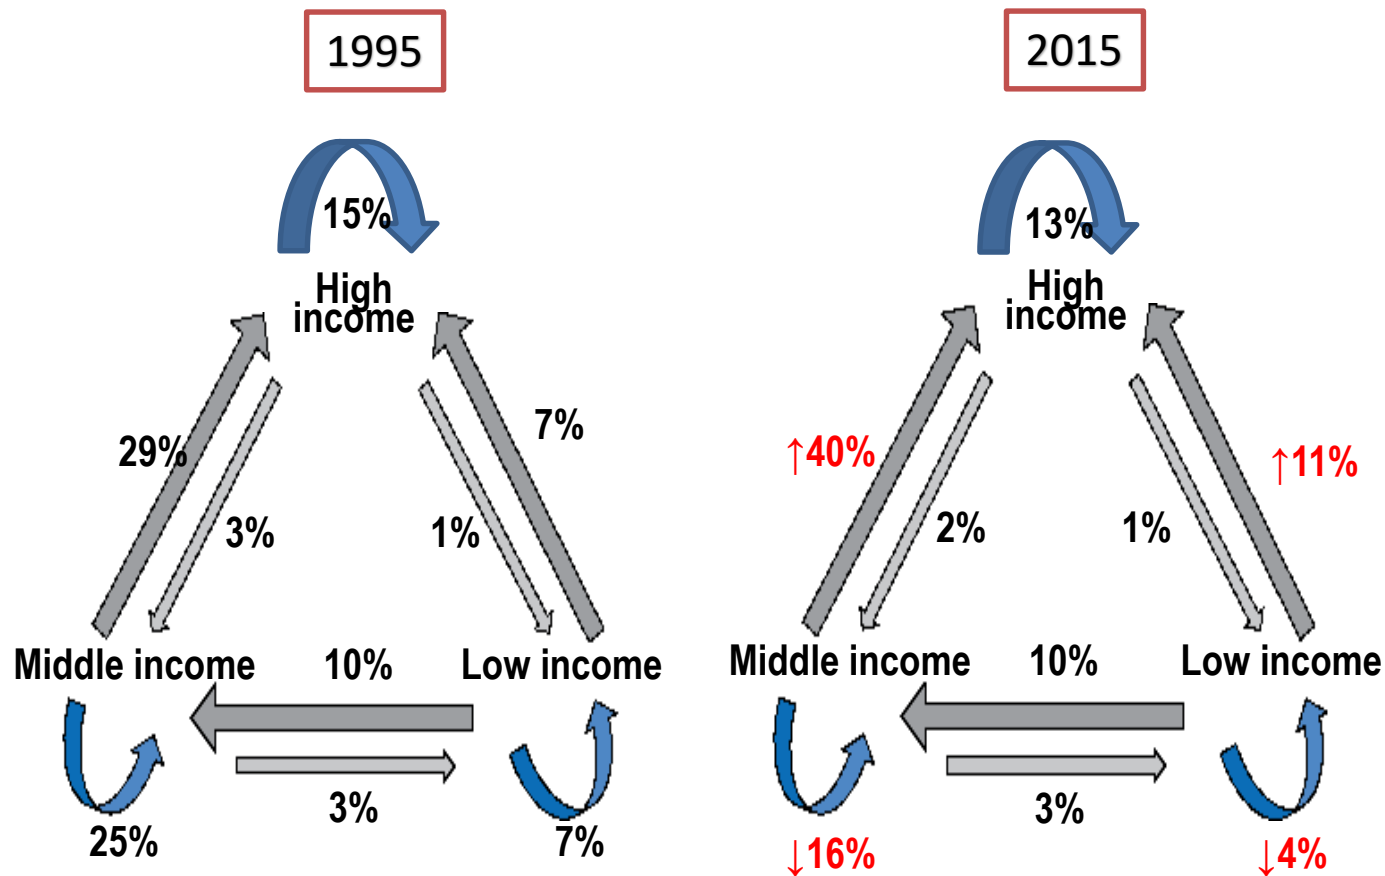 1995
15%
High
income
29%
7%
3%
1%
Middle income
10%
Low income
3%
25%
7%
2015
13%
High
income
↑40%
↑11%
2%
1%
Middle income
10%
Low income
3%
↓16%
↓4%